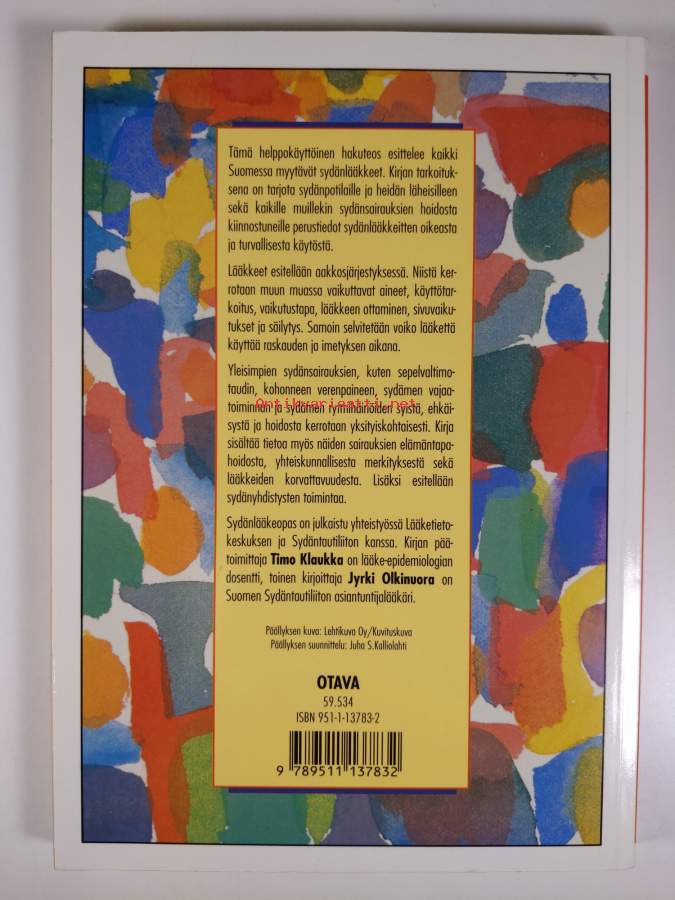 Tämä helppokäyttöinen hakuteos esittelee kaikki
Suomessa myytävät sydänlääkkeet. Kirjan tarkoituk-
sena on tarjota sydänpotilaille ja heidän läheisilleen
sekä kaikille muillekin sydänsairauksien hoidosta
kiinnostuneille perustiedot sydänlääkkeitten oikeasta
ja turvallisesta käytöstä.
Lääkkeet esitellään aakkosjärjestyksessä. Niistä ker-
rotaan muun muassa vaikuttavat aineet, käyttötar-
koitus, vaikutustapa, lääkkeen ottaminen, sivuvaiku-
tukset ja säilytys. Samoin selvitetään voiko lääkettä
käyttää raskauden ja imetyksen aikana.
Yleisimpien sydänsairauksien, kuten sepelvaltimo-
taudin, kohonneen verenpaineen, sydämen vajaa-
Antikvariaatti.net
toiminnan ja sydämen rytmihäiriöiden syistä, ehkäi-
systä ja hoidosta kerrotaan yksityiskohtaisesti. Kirja
sisältää tietoa myös näiden sairauksien elämäntapa-
hoidosta, yhteiskunnallisesta merkityksestä sekä
lääkkeiden korvattavuudesta. Lisäksi esitellään
sydänyhdistysten toimintaa.
Sydänlääkeopas on julkaistu yhteistyössä Lääketieto-
keskuksen ja Sydäntautiliiton kanssa. Kirjan pää-
toimittaja Timo Klaukka on lääke-epidemiologian
dosentti, toinen kirjoittaja Jyrki Olkinuora on
Suomen Sydäntautiliiton asiantuntijalääkäri.
Päällyksen kuva: Lehtikuva Oy/Kuvituskuva
Päällyksen suunnittelu: Juha S.Kalliolahti
OTAVA
59.534
ISBN 951-1-13783-2
9 789511 137832